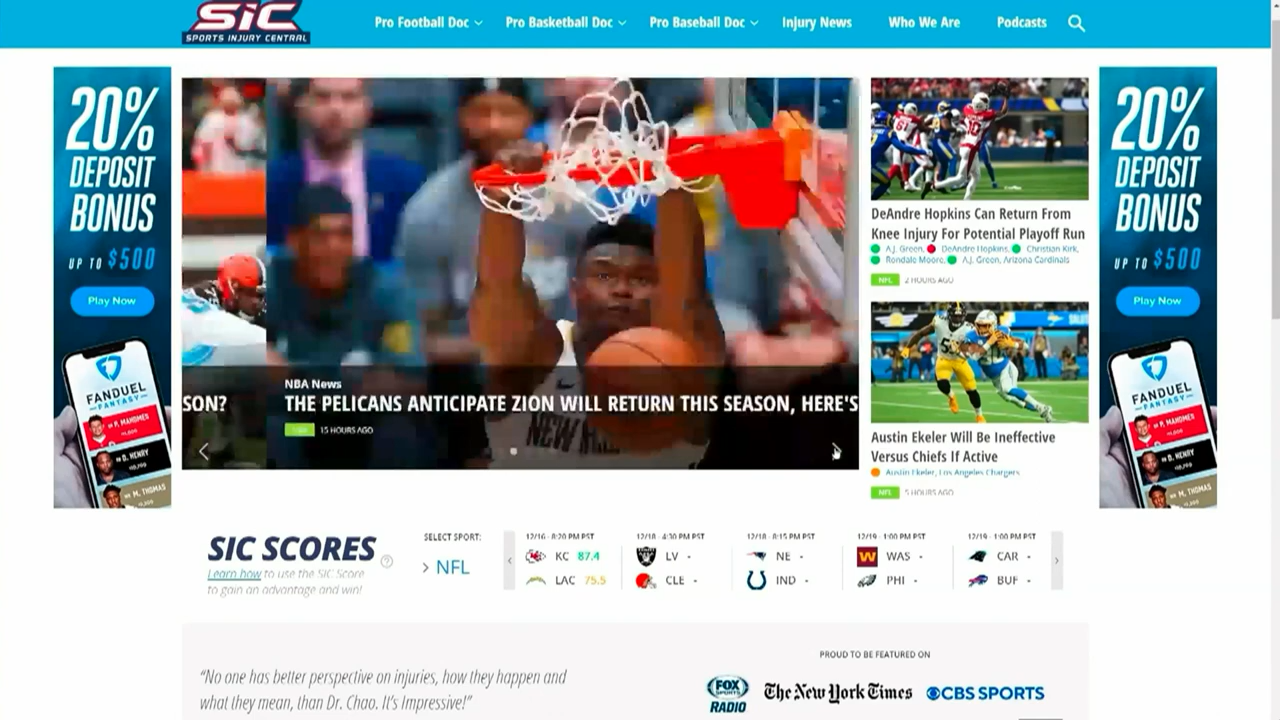 SiC
SPORTS INJURY CENTRAL
Pro Football Doc
Pro Basketball Doc
Pro Baseball Doc
Injury News
Who We Are
Podcasts
20%
DEPOSIT
BONUS
UP TO $500
Play Now
FANDUEL
FANTASY
P. MAHOMES
D. HENRY
M. THOMAS
SON?
NBA News
THE PELICANS ANTICIPATE ZION WILL RETURN THIS SEASON, HERE'S
15 HOURS AGO
NEW
DeAndre Hopkins Can Return From
Knee Injury For Potential Playoff Run
A.J. Green, DeAndre Hopkins, Christian Kirk,
Rondale Moore, A.J. Green, Arizona Cardinals
NFL 2 HOURS AGO
Austin Ekeler Will Be Ineffective
Versus Chiefs If Active
Austin Ekeler, Los Angeles Chargers
NFL 5 HOURS AGO
20%
DEPOSIT
BONUS
UP TO $500
Play Now
FANDUEL
FANTASY
P. MAHOMES
D. HENRY
M. THOMAS
SIC SCORES
Learn how to use the SIC Score
to gain an advantage and win!
SELECT SPORT:
NFL
12/16 - 8:20 PM PST
KC 87.4
LAC 75.5
12/18 - 4:30 PM PST
LV -
CLE -
12/18 - 8:15 PM PST
NE -
IND -
12/19 - 1:00 PM PST
WAS -
PHI -
12/19 - 1:00 PM PST
CAR -
BUF -
“No one has better perspective on injuries, how they happen and
what they mean, than Dr. Chao. It’s Impressive!”
PROUD TO BE FEATURED ON
FOX
SPORTS
RADIO
The New York Times
CBS SPORTS